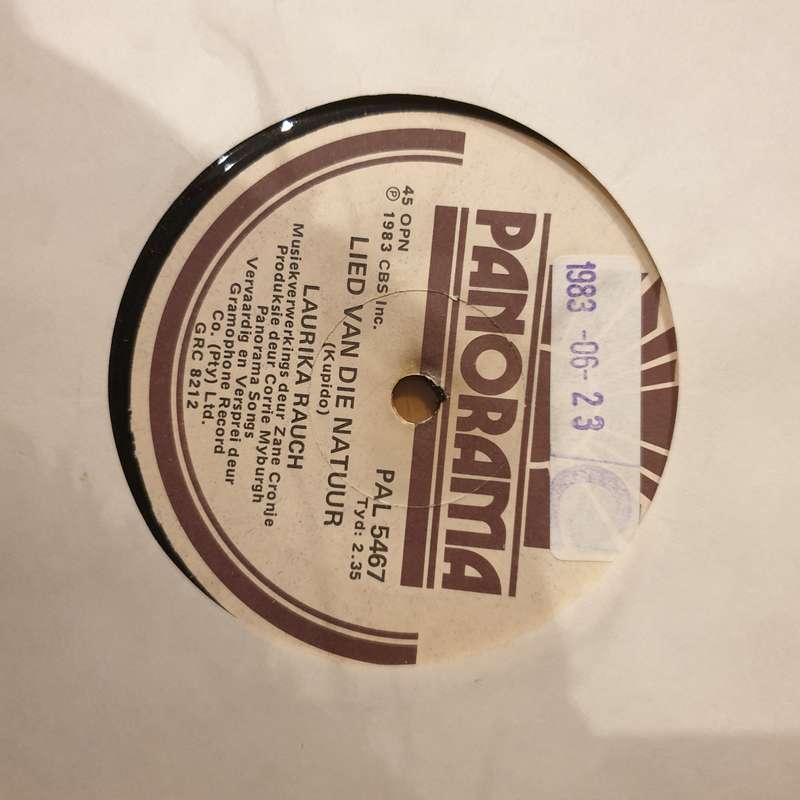 1983 -06- 23
PANORAMA
45 OPN
℗ 1983 CBS Inc.
PAL 5467
Tyd: 2.35
LIED VAN DIE NATUUR
(Kupido)
LAURIKA RAUCH
Musiekverwerkings deur Zane Cronje
Produksie deur Corrie Myburgh
Panorama Songs
Vervaardig en Versprei deur
Gramophone Record
Co. (Pty) Ltd.
GRC 8212